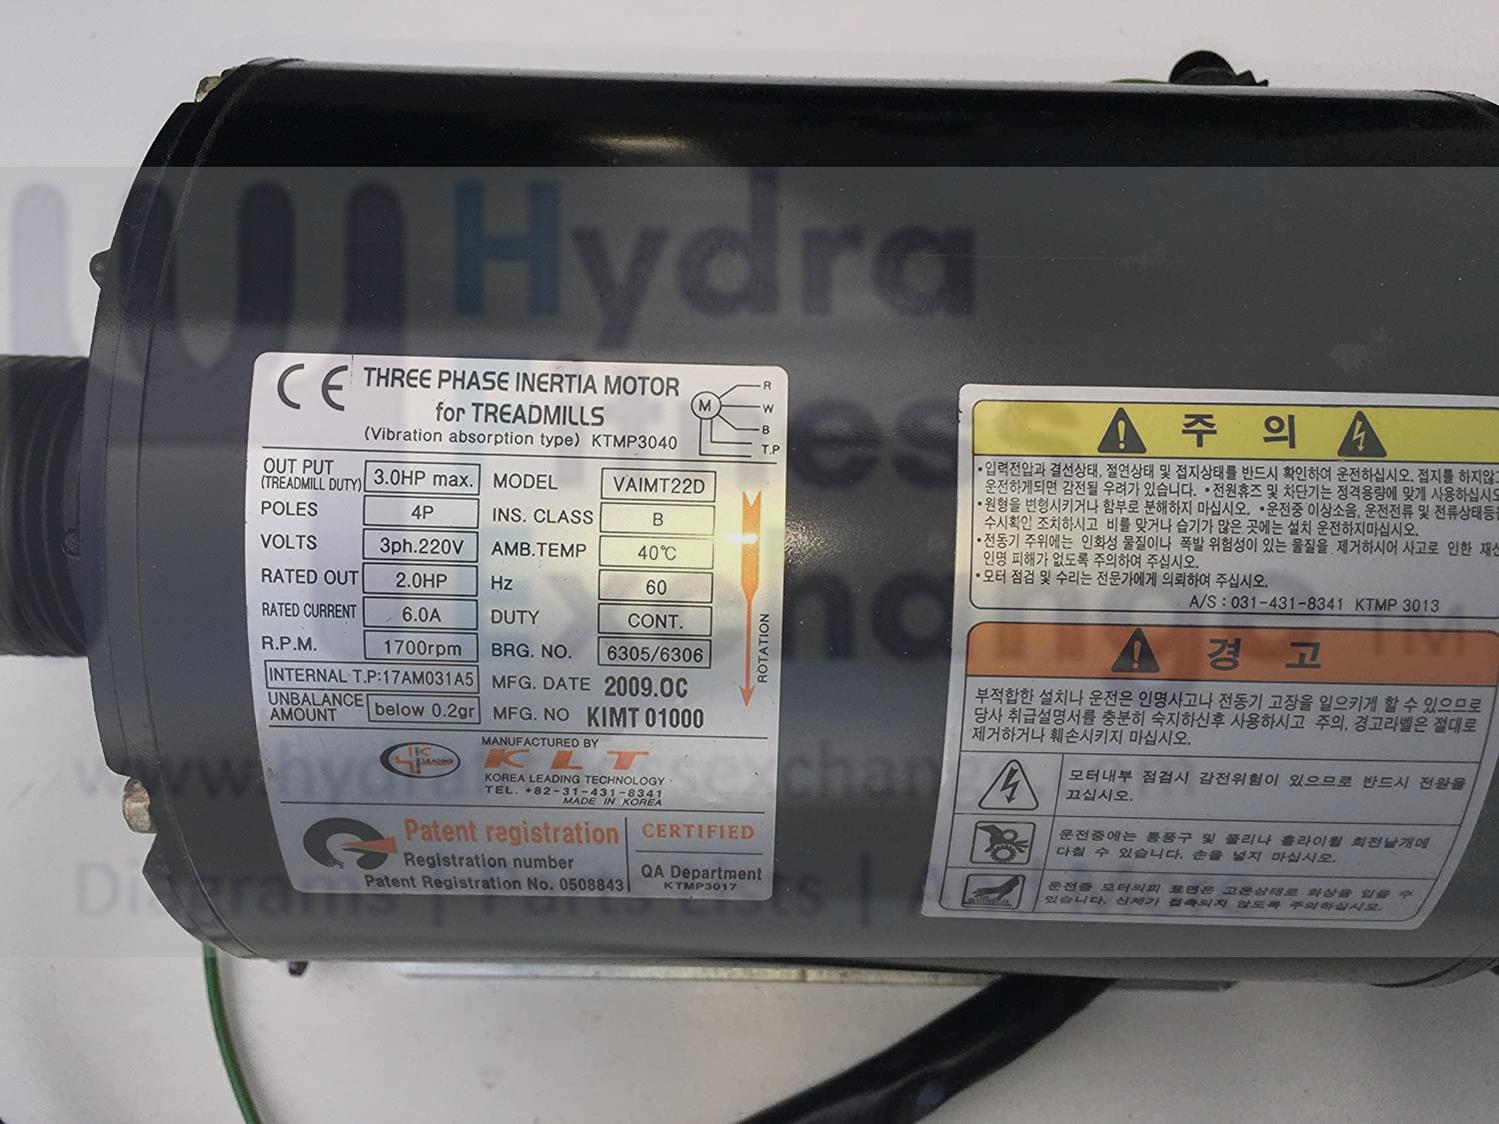 CE THREE PHASE INERTIA MOTOR
for TREADMILLS
(Vibration absorption type) KTMP3040
M R W B T.P
OUT PUT (TREADMILL DUTY) 3.0HP max. MODEL VAIMT22D
POLES 4P INS. CLASS B
VOLTS 3ph.220V AMB.TEMP 40℃
RATED OUT 2.0HP Hz 60
RATED CURRENT 6.0A DUTY CONT.
R.P.M. 1700rpm BRG. NO. 6305/6306
INTERNAL T.P:17AM031A5 MFG. DATE 2009.OC
UNBALANCE AMOUNT below 0.2gr MFG. NO KIMT 01000
ROTATION
MANUFACTURED BY
KLT
KOREA LEADING TECHNOLOGY
TEL. +82-31-431-8341
MADE IN KOREA
Patent registration
Registration number
Patent Registration No. 0508843
CERTIFIED
QA Department
KTMP3017
주 의
•입력전압과 결선상태, 절연상태 및 접지상태를 반드시 확인하여 운전하십시오. 접지를 하지않고
운전하게되면 감전될 우려가 있습니다. •전원휴즈 및 차단기는 정격용량에 맞게 사용하십시오
•원형을 변형시키거나 함부로 분해하지 마십시오. •운전중 이상소음, 운전전류 및 전류상태등을
수시확인 조치하시고 비를 맞거나 습기가 많은 곳에는 설치 운전하지마십시오.
•전동기 주위에는 인화성 물질이나 폭발 위험성이 있는 물질을 제거하시어 사고로 인한 재산
인명 피해가 없도록 주의하여 주십시오.
•모터 점검 및 수리는 전문가에게 의뢰하여 주십시오.
A/S : 031-431-8341 KTMP 3013
경 고
부적합한 설치나 운전은 인명사고나 전동기 고장을 일으키게 할 수 있으므로
당사 취급설명서를 충분히 숙지하신후 사용하시고 주의, 경고라벨은 절대로
제거하거나 훼손시키지 마십시오.
모터내부 점검시 감전위험이 있으므로 반드시 전원을
끄십시오.
운전중에는 통풍구 및 풀리나 흘라이휠 회전날개에
다칠 수 있습니다. 손을 넣지 마십시오.
운전중 모터외피 표면은 고온상태로 화상을 입을 수
있습니다. 신체가 접촉되지 않도록 주의하십시오.
Hydra
Fitness
Exchange TM